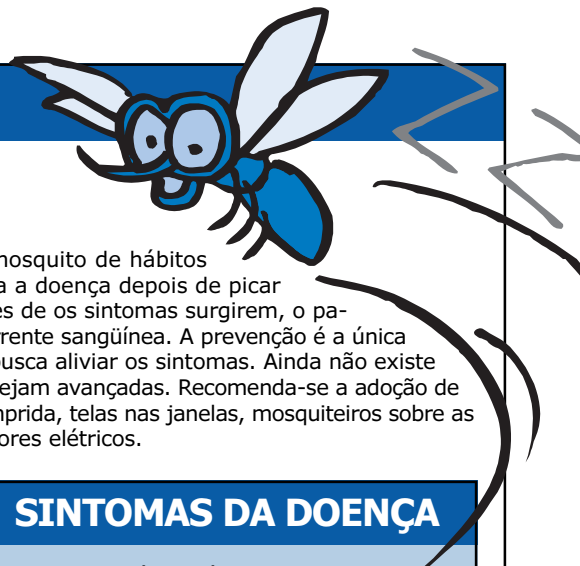 mosquito de hábitos
a a doença depois de picar
es de os sintomas surgirem, o pa-
rrente sangüínea. A prevenção é a única
busca aliviar os sintomas. Ainda não existe
ejam avançadas. Recomenda-se a adoção de
mprida, telas nas janelas, mosquiteiros sobre as
ores elétricos.
SINTOMAS DA DOENÇA